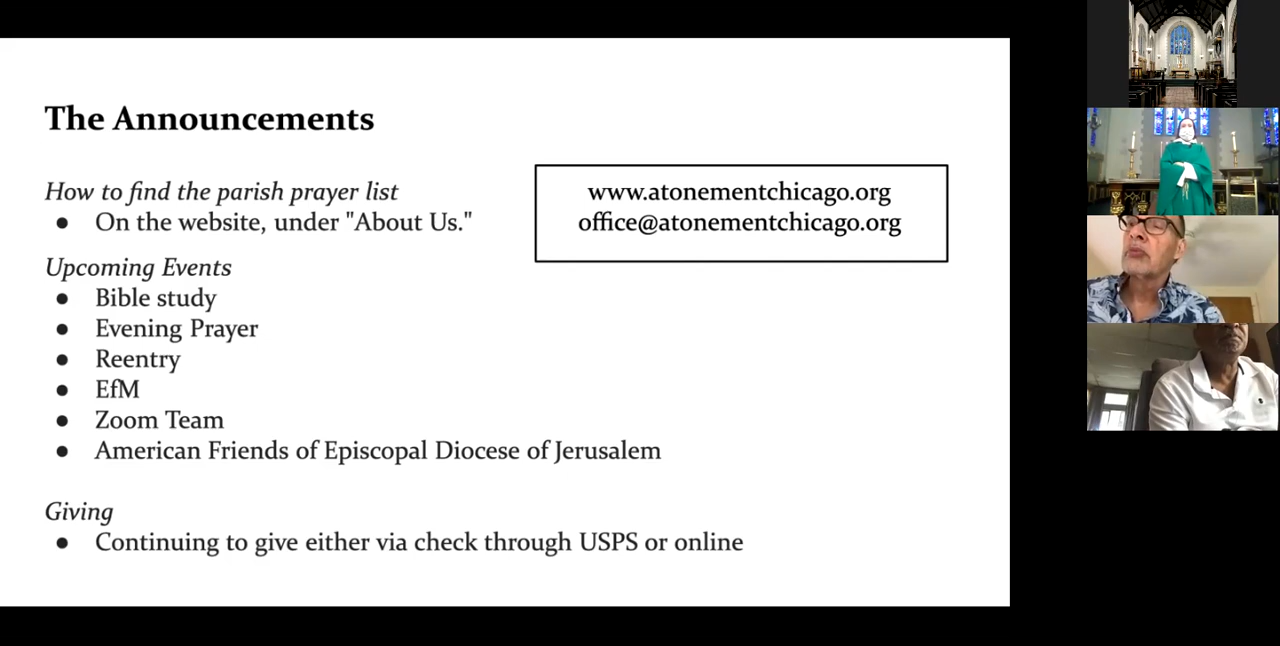 The Announcements
How to find the parish prayer list
● On the website, under "About Us."
www.atonementchicago.org
office@atonementchicago.org
Upcoming Events
● Bible study
● Evening Prayer
● Reentry
● EfM
● Zoom Team
● American Friends of Episcopal Diocese of Jerusalem
Giving
● Continuing to give either via check through USPS or online